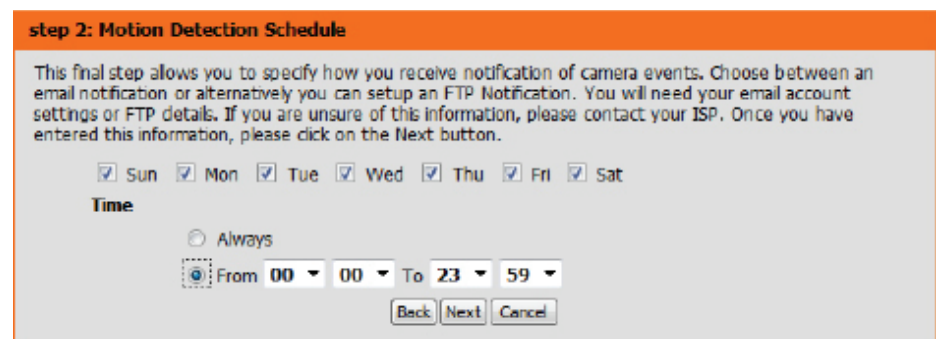 step 2: Motion Detection Schedule
This final step allows you to specify how you receive notification of camera events. Choose between an
email notification or alternatively you can setup an FTP Notification. You will need your email account
settings or FTP details. If you are unsure of this information, please contact your ISP. Once you have
entered this information, please click on the Next button.
Sun Mon Tue Wed Thu Fri Sat
Time
Always
From 00 00 To 23 59
Back Next Cancel